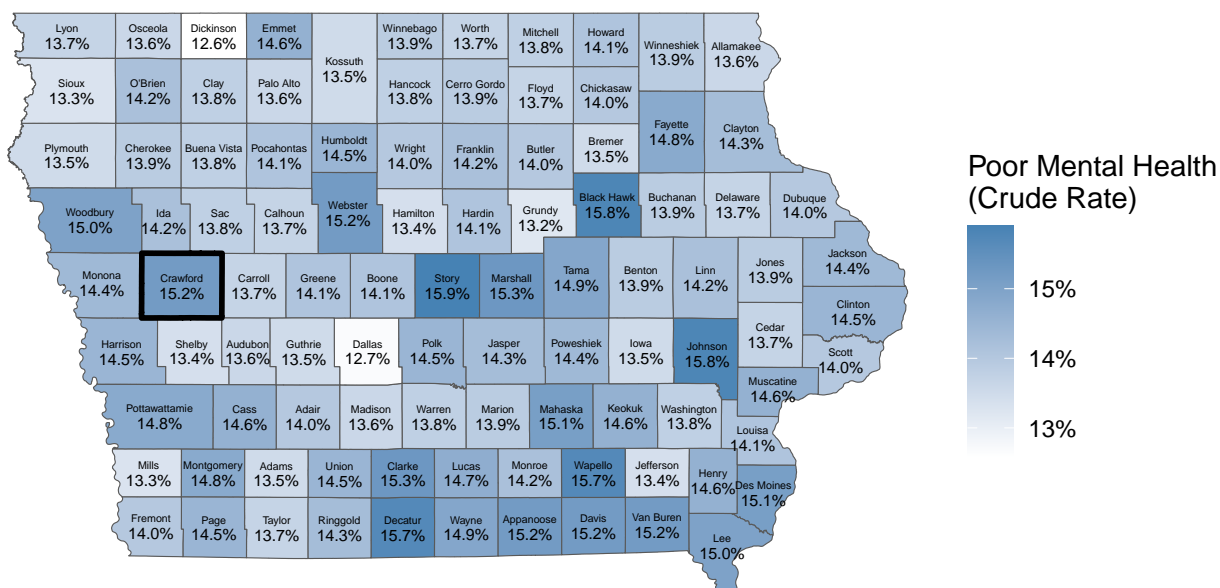 Lyon
13.7%
Osceola
13.6%
Dickinson
12.6%
Emmet
14.6%
Kossuth
13.5%
Winnebago
13.9%
Worth
13.7%
Mitchell
13.8%
Howard
14.1%
Winneshiek
13.9%
Allamakee
13.6%
Sioux
13.3%
O'Brien
14.2%
Clay
13.8%
Palo Alto
13.6%
Hancock
13.8%
Cerro Gordo
13.9%
Floyd
13.7%
Chickasaw
14.0%
Fayette
14.8%
Clayton
14.3%
Plymouth
13.5%
Cherokee
13.9%
Buena Vista
13.8%
Pocahontas
14.1%
Humboldt
14.5%
Wright
14.0%
Franklin
14.2%
Butler
14.0%
Bremer
13.5%
Woodbury
15.0%
Ida
14.2%
Sac
13.8%
Calhoun
13.7%
Webster
15.2%
Hamilton
13.4%
Hardin
14.1%
Grundy
13.2%
Black Hawk
15.8%
Buchanan
13.9%
Delaware
13.7%
Dubuque
14.0%
Monona
14.4%
Crawford
15.2%
Carroll
13.7%
Greene
14.1%
Boone
14.1%
Story
15.9%
Marshall
15.3%
Tama
14.9%
Benton
13.9%
Linn
14.2%
Jones
13.9%
Jackson
14.4%
Clinton
14.5%
Harrison
14.5%
Shelby
13.4%
Audubon
13.6%
Guthrie
13.5%
Dallas
12.7%
Polk
14.5%
Jasper
14.3%
Poweshiek
14.4%
Iowa
13.5%
Johnson
15.8%
Cedar
13.7%
Scott
14.0%
Muscatine
14.6%
Pottawattamie
14.8%
Cass
14.6%
Adair
14.0%
Madison
13.6%
Warren
13.8%
Marion
13.9%
Mahaska
15.1%
Keokuk
14.6%
Washington
13.8%
Louisa
14.1%
Mills
13.3%
Montgomery
14.8%
Adams
13.5%
Union
14.5%
Clarke
15.3%
Lucas
14.7%
Monroe
14.2%
Wapello
15.7%
Jefferson
13.4%
Henry
14.6%
Des Moines
15.1%
Fremont
14.0%
Page
14.5%
Taylor
13.7%
Ringgold
14.3%
Decatur
15.7%
Wayne
14.9%
Appanoose
15.2%
Davis
15.2%
Van Buren
15.2%
Lee
15.0%
Poor Mental Health
(Crude Rate)
15%
14%
13%